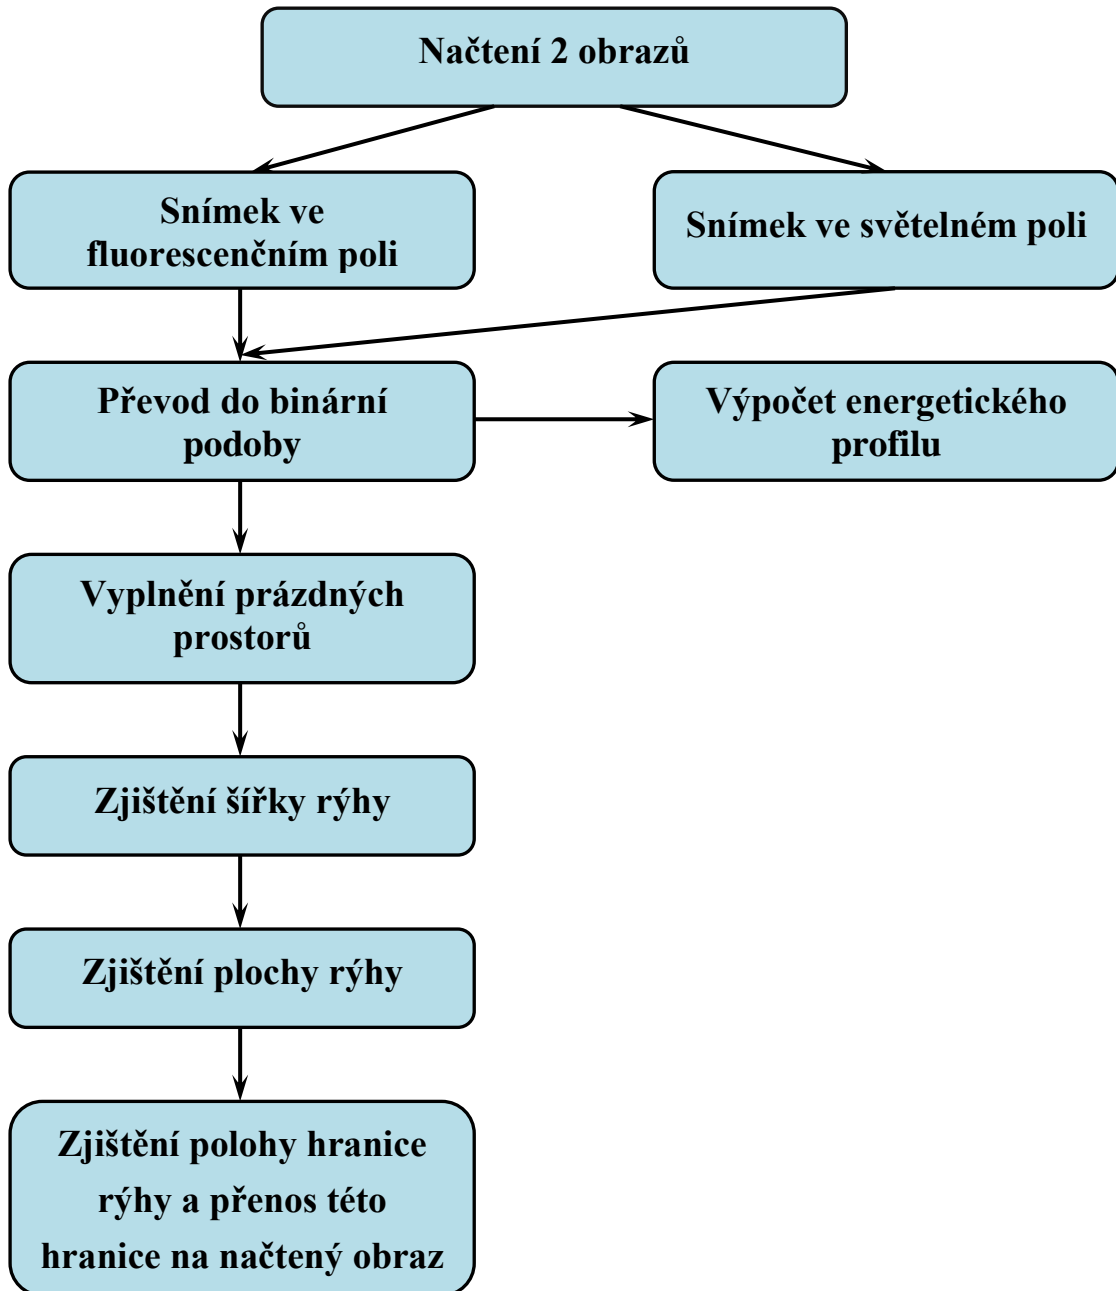 Načtení 2 obrazů
Snímek ve
fluorescenčním poli
Snímek ve světelném poli
Převod do binární
podoby
Výpočet energetického
profilu
Vyplnění prázdných
prostorů
Zjištění šířky rýhy
Zjištění plochy rýhy
Zjištění polohy hranice
rýhy a přenos této
hranice na načtený obraz